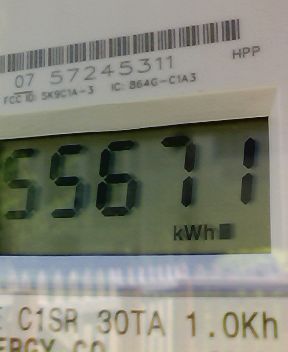 07 57245311
HPP
FCC ID: SK9C1A-3 IC: 864G-C1A3
55671
kWh
C1SR 30TA 1.0Kh